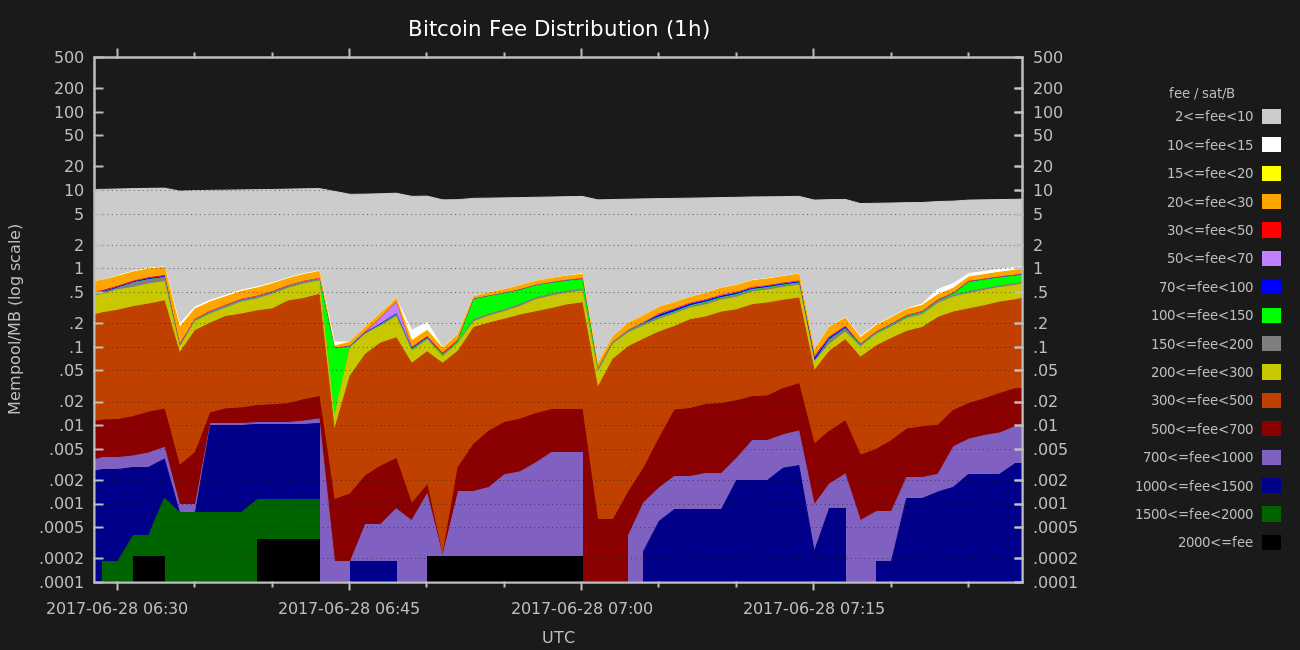 Bitcoin Fee Distribution (1h)
500 500
200 200
100 100
50 50
20 20
10 10
5 5
2 2
1 1
.5 .5
.2 .2
.1 .1
.05 .05
.02 .02
.01 .01
.005 .005
.002 .002
.001 .001
.0005 .0005
.0002 .0002
.0001 .0001
Mempool/MB (log scale)
2017-06-28 06:30 2017-06-28 06:45 2017-06-28 07:00 2017-06-28 07:15
UTC
fee / sat/B
2<=fee<10
10<=fee<15
15<=fee<20
20<=fee<30
30<=fee<50
50<=fee<70
70<=fee<100
100<=fee<150
150<=fee<200
200<=fee<300
300<=fee<500
500<=fee<700
700<=fee<1000
1000<=fee<1500
1500<=fee<2000
2000<=fee